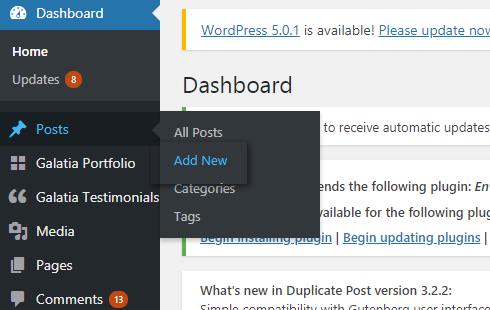 Dashboard
Home
Updates 8
Posts
Galatia Portfolio
Galatia Testimonials
Media
Pages
Comments 13
All Posts
Add New
Categories
Tags
WordPress 5.0.1 is available! Please update now
Dashboard
to receive automatic updates
ends the following plugin: En
vailable for the following plug
Begin installing plugin | Begin updating plugins |
What's new in Duplicate Post version 3.2.2:
Simple compatibility with Gutenberg user interface